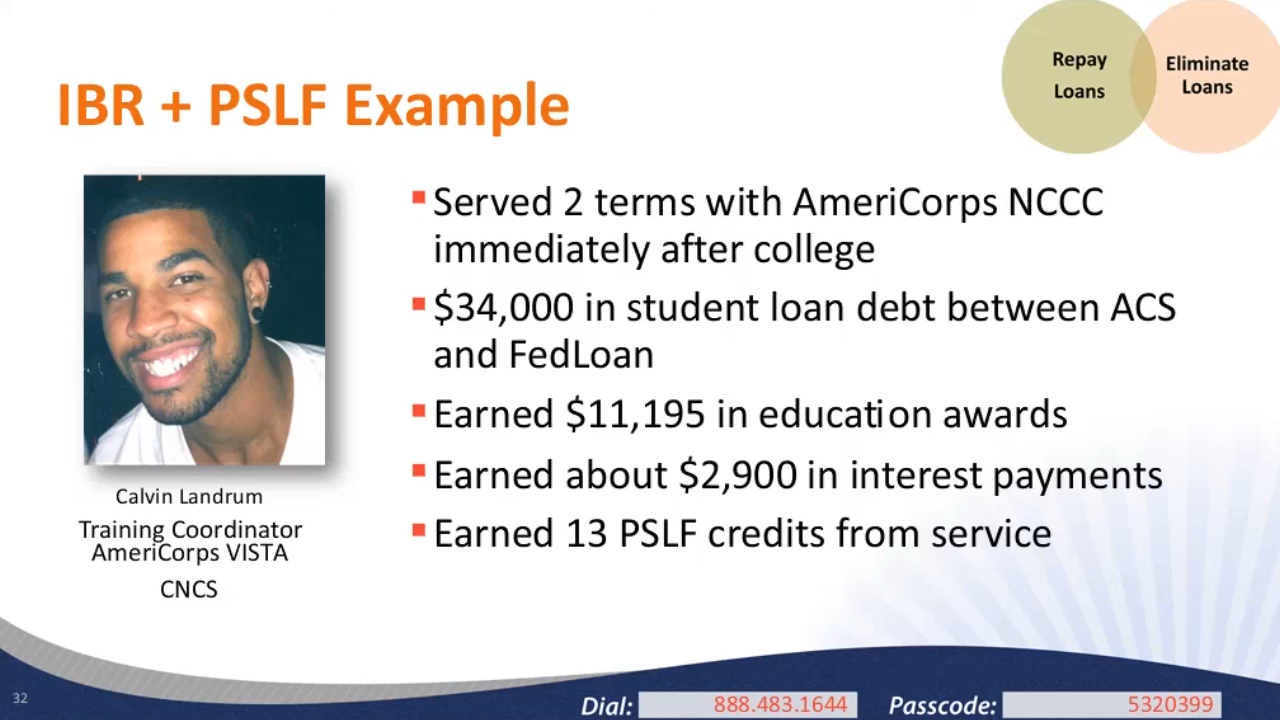 Repay
Loans
Eliminate
Loans
IBR + PSLF Example
▪Served 2 terms with AmeriCorps NCCC
immediately after college
▪$34,000 in student loan debt between ACS
and FedLoan
▪Earned $11,195 in education awards
▪Earned about $2,900 in interest payments
▪Earned 13 PSLF credits from service
Calvin Landrum
Training Coordinator
AmeriCorps VISTA
CNCS
32
Dial: 888.483.1644 Passcode: 5320399